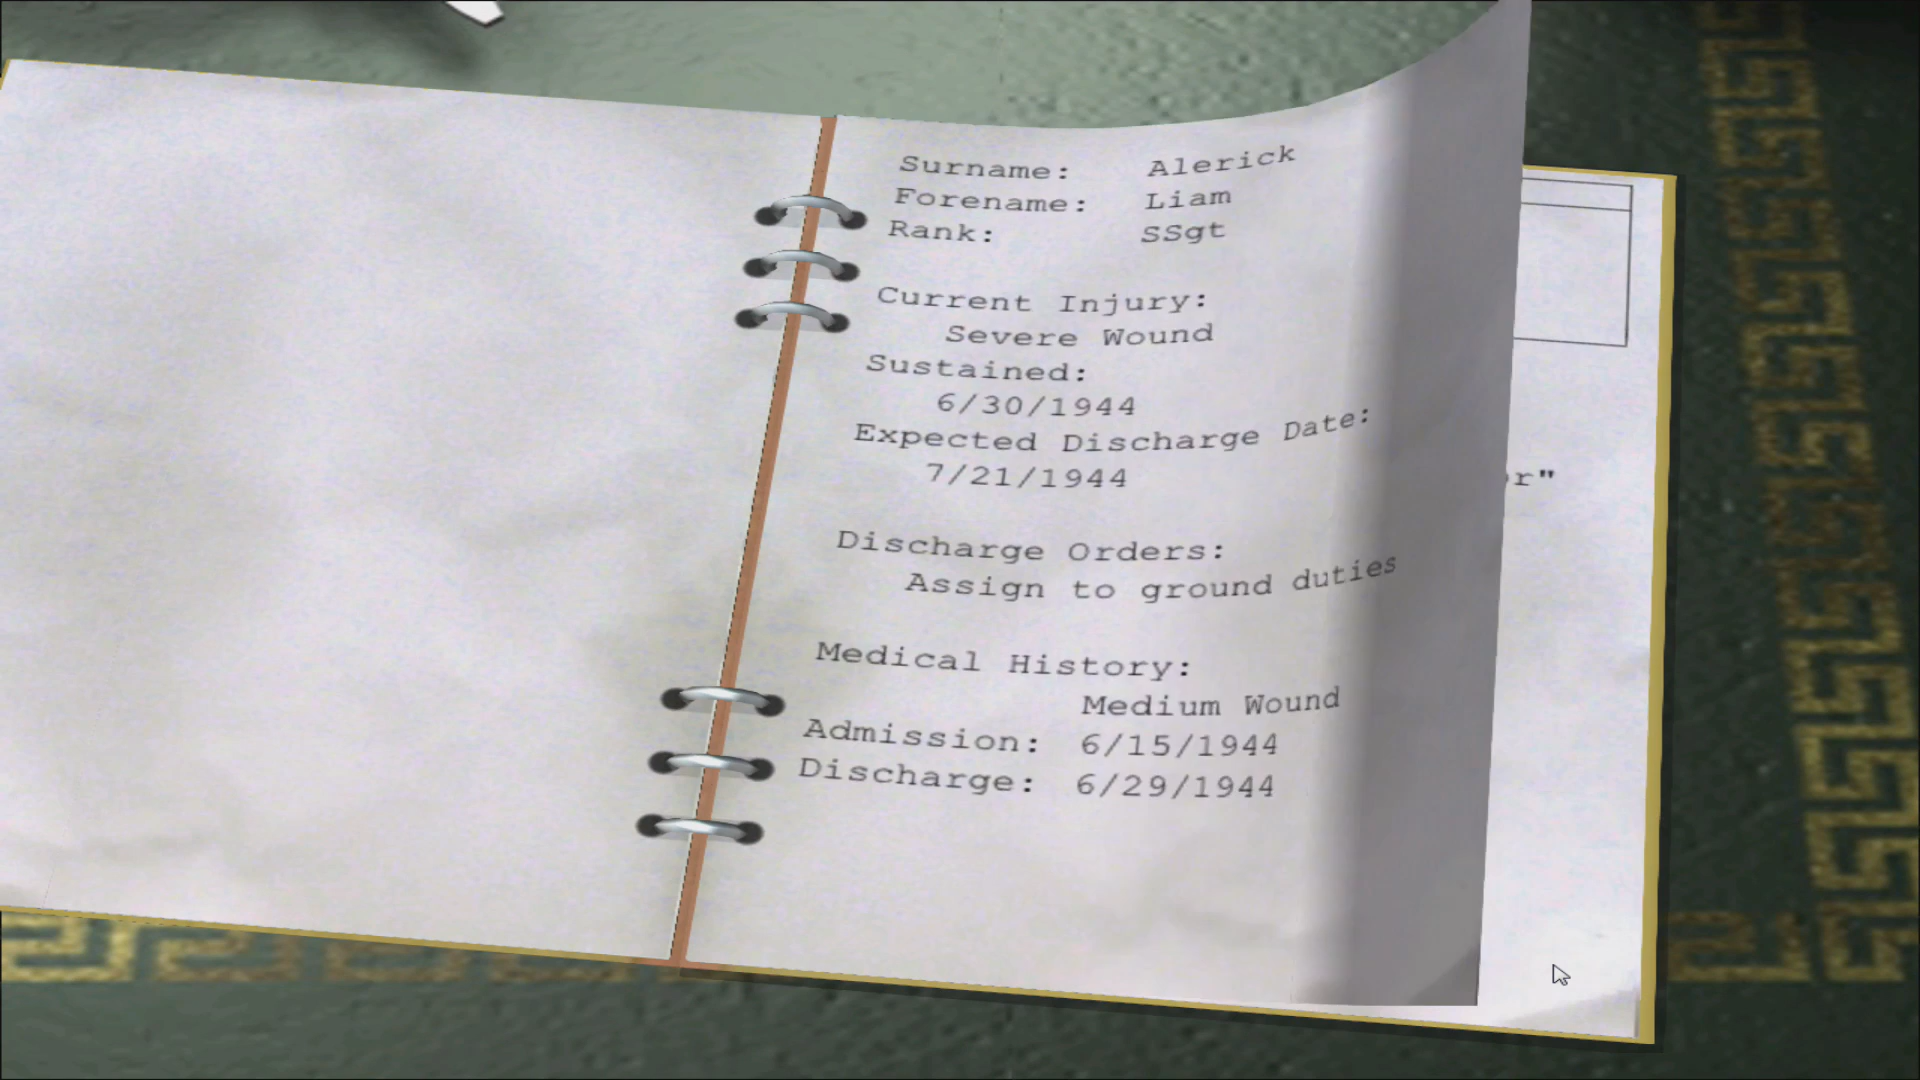 Surname: Alerick
Forename: Liam
Rank: SSgt
Current Injury:
Severe Wound
Sustained:
6/30/1944
Expected Discharge Date:
7/21/1944
r"
Discharge Orders:
Assign to ground duties
Medical History:
Medium Wound
Admission: 6/15/1944
Discharge: 6/29/1944